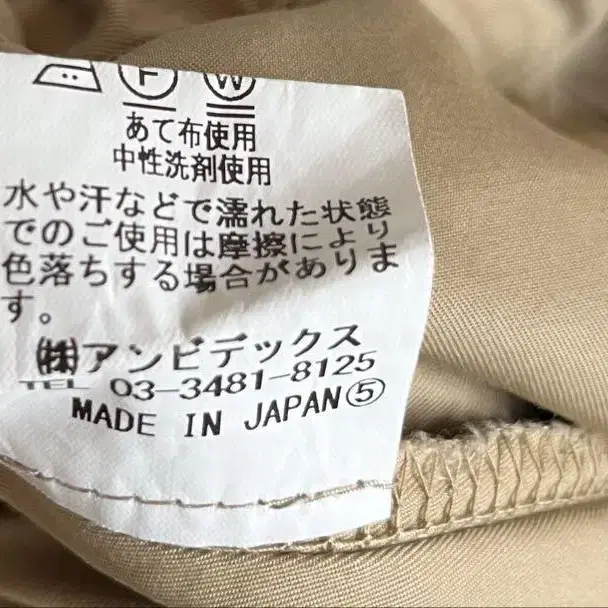 F W
あて布使用
中性洗剤使用
水や汗などで濡れた状態
でのご使用は摩擦により
色落ちする場合がありま
す。
㈱アンビデックス
TEL 03-3481-8125
MADE IN JAPAN⑤